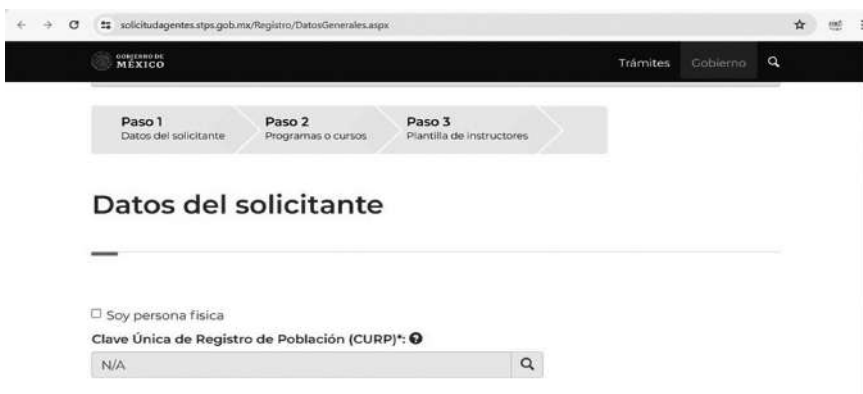 solicitudagentes.stps.gob.mx/Registro/DatosGenerales.aspx
GOBIERNO DE
MÉXICO
Trámites
Gobierno
Paso 1
Datos del solicitante
Paso 2
Programas o cursos
Paso 3
Plantilla de instructores
Datos del solicitante
Soy persona física
Clave Única de Registro de Población (CURP)*:
N/A